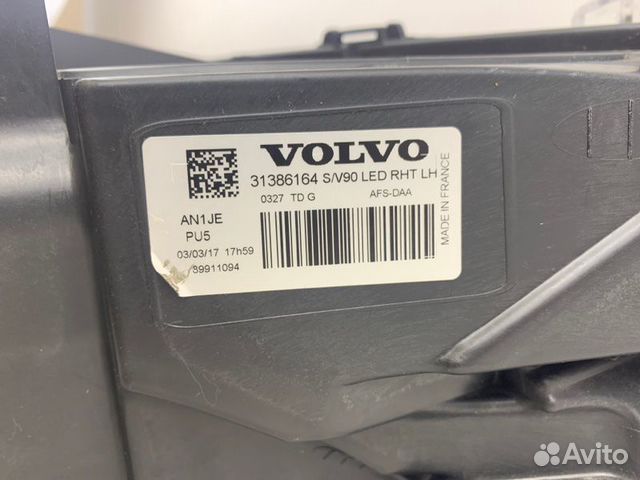 VOLVO
31386164 S/V90 LED RHT LH
0327 TD G AFS-DAA
AN1JE
PU5
03/03/17 17h59
89911094
MADE IN FRANCE
Avito